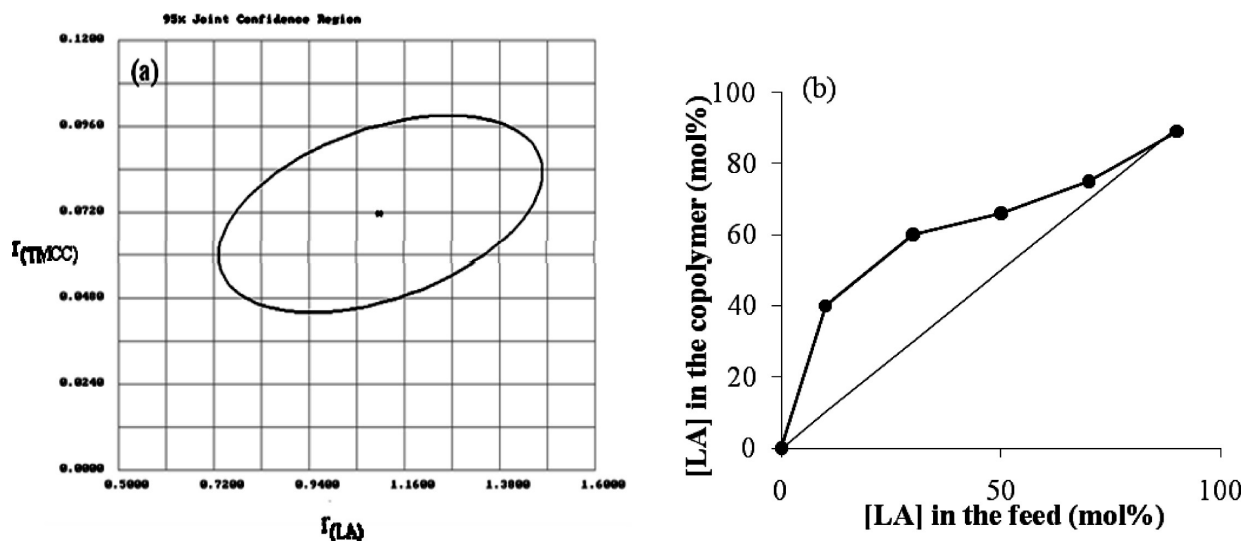 95% Joint Confidence Region
0.1200
(a)
0.0960
0.0720
r(TMCC)
0.0480
0.0240
0.0000
0.5000 0.7200 0.9400 1.1600 1.3800 1.6000
r(LA)
(b)
[LA] in the copolymer (mol%)
100
80
60
40
20
0
0 50 100
[LA] in the feed (mol%)